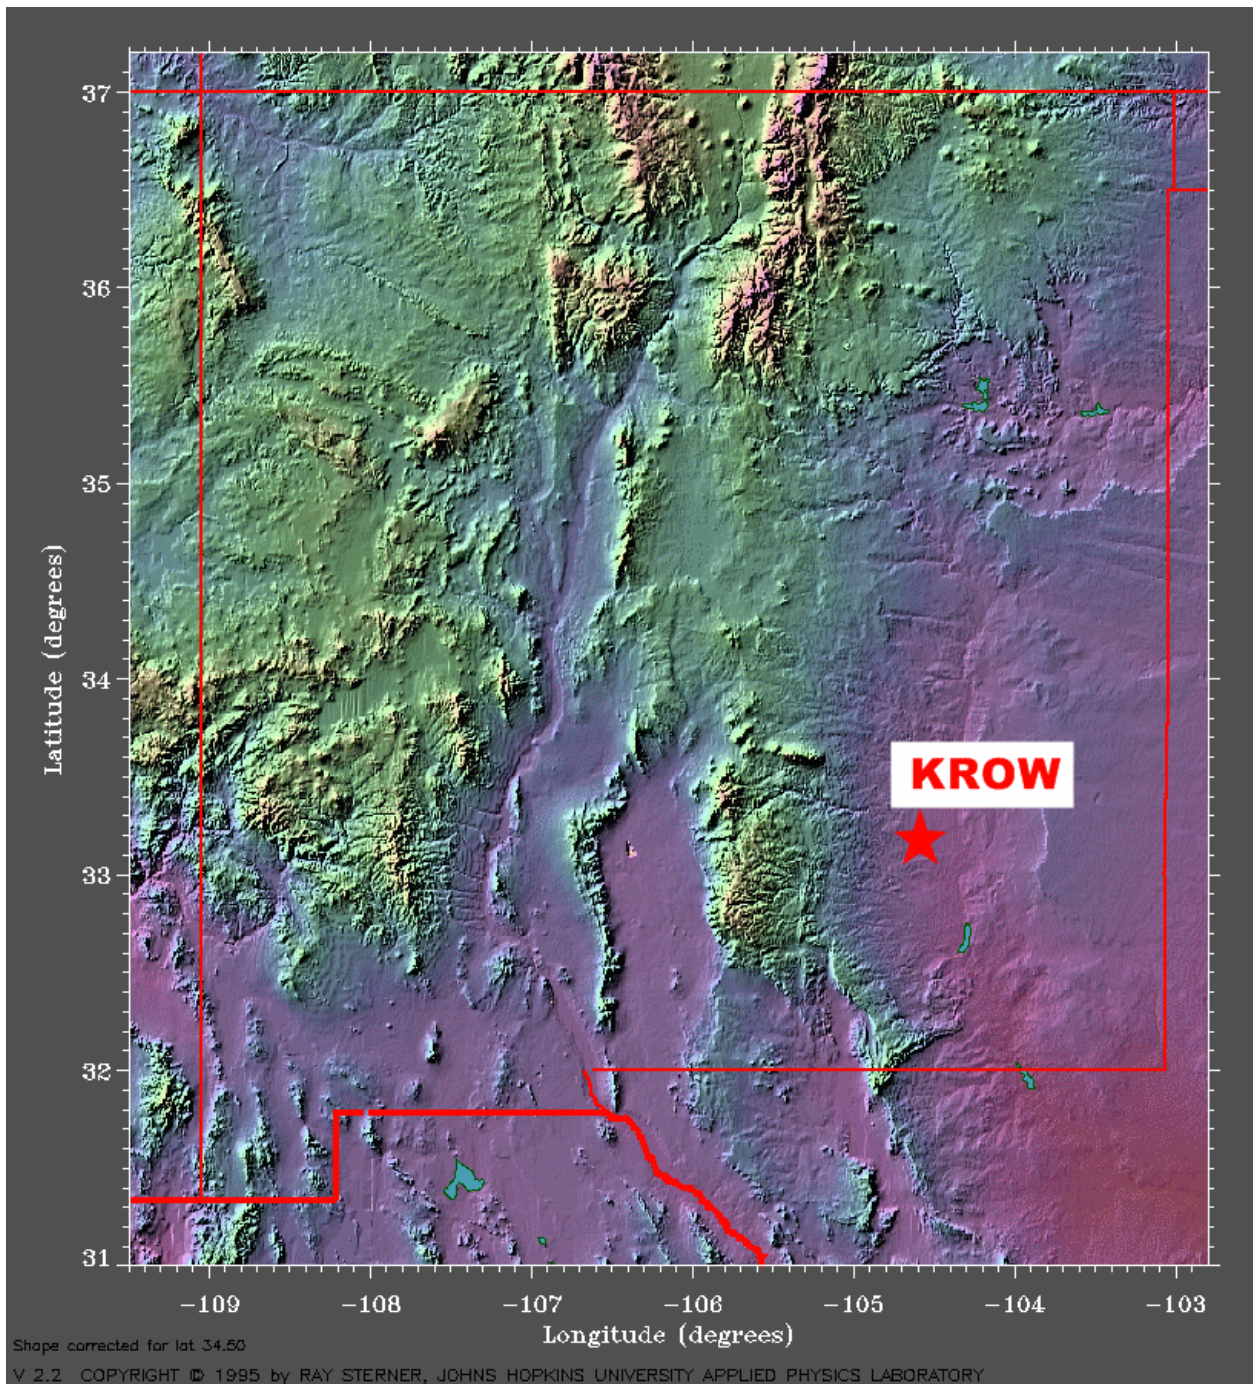 37
36
35
34
33
32
31
Latitude (degrees)
KROW
-109 -108 -107 -106 -105 -104 -103
Longitude (degrees)
Shape corrected for lat 34.50
V 2.2 COPYRIGHT © 1995 by RAY STERNER, JOHNS HOPKINS UNIVERSITY APPLIED PHYSICS LABORATORY